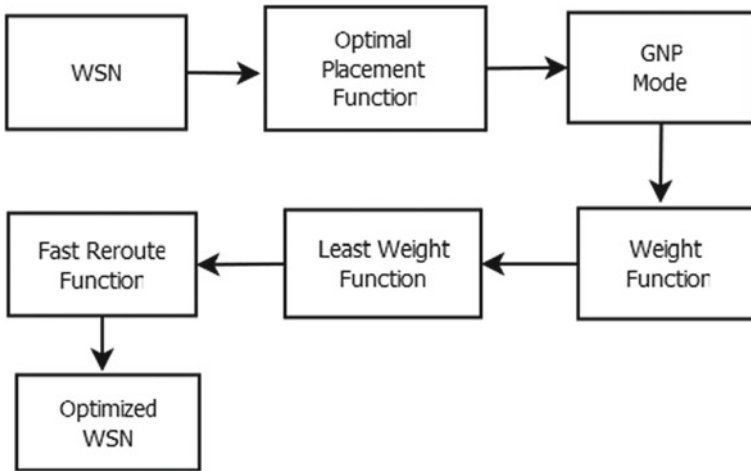 WSN
Optimal
Placement
Function
GNP
Mode
Weight
Function
Least Weight
Function
Fast Reroute
Function
Optimized
WSN